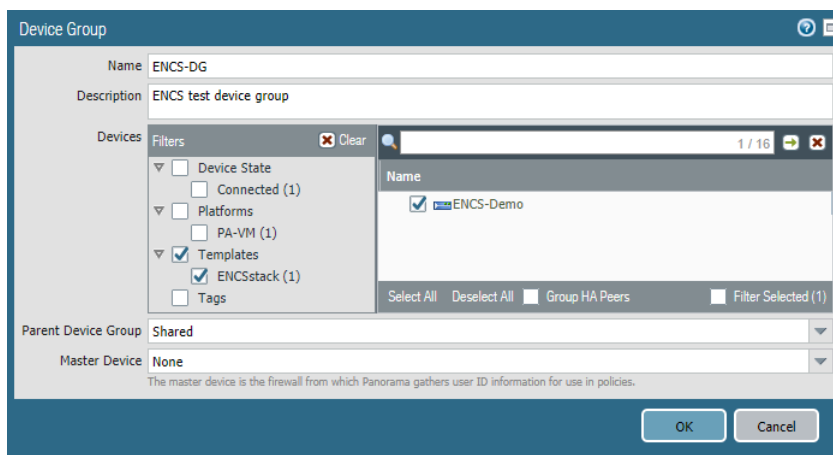 Device Group
Name ENCS-DG
Description ENCS test device group
Devices
Filters Clear
Device State
Connected (1)
Platforms
PA-VM (1)
Templates
ENCSstack (1)
Tags
1 / 16
Name
ENCS-Demo
Select All Deselect All Group HA Peers Filter Selected (1)
Parent Device Group Shared
Master Device None
The master device is the firewall from which Panorama gathers user ID information for use in policies.
OK Cancel